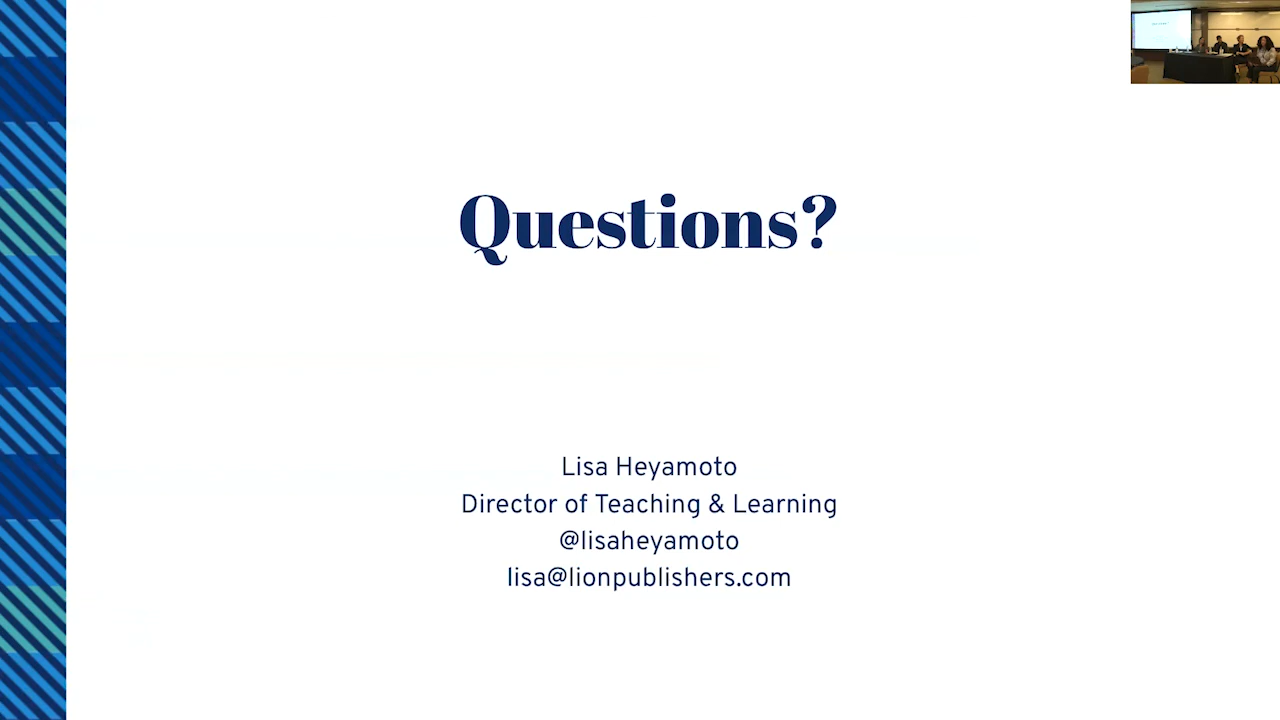 Questions?
Lisa Heyamoto
Director of Teaching & Learning
@lisaheyamoto
lisa@lionpublishers.com